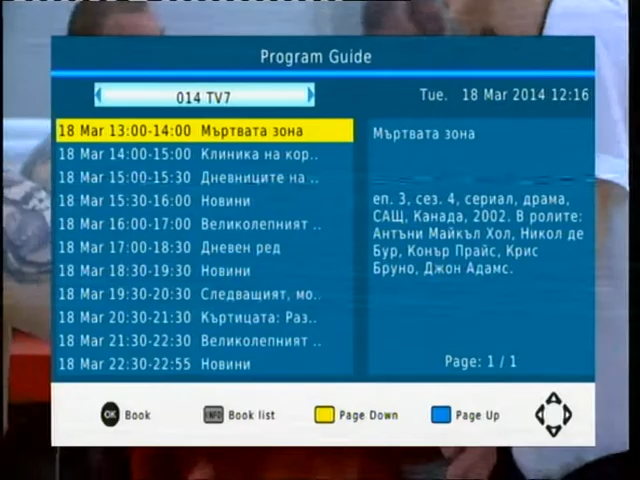 Program Guide
014 TV7
Tue. 18 Mar 2014 12:16
18 Mar 13:00-14:00 Мъртвата зона
18 Mar 14:00-15:00 Клиника на кор..
18 Mar 15:00-15:30 Дневниците на ..
18 Mar 15:30-16:00 Новини
18 Mar 16:00-17:00 Великолепният ..
18 Mar 17:00-18:30 Дневен ред
18 Mar 18:30-19:30 Новини
18 Mar 19:30-20:30 Следващият, мо..
18 Mar 20:30-21:30 Къртицата: Раз..
18 Mar 21:30-22:30 Великолепният ..
18 Mar 22:30-22:55 Новини
Мъртвата зона
еп. 3, сез. 4, сериал, драма,
САЩ, Канада, 2002. В ролите:
Антъни Майкъл Хол, Никол де
Бур, Конър Прайс, Крис
Бруно, Джон Адамс.
Page: 1 / 1
OK Book
INFO Book list
Page Down
Page Up